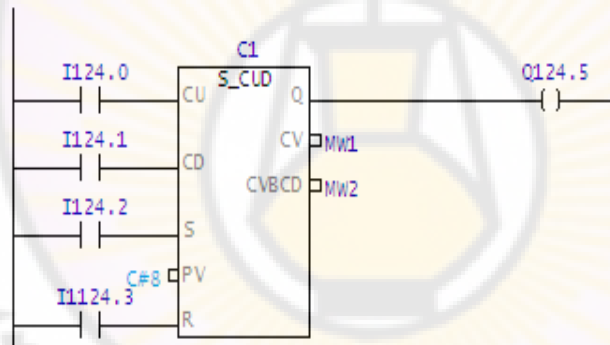 C1
I124.0
S_CUD
Q124.5
CU
Q
I124.1
CV
MW1
CD
CVBCD
MW2
I124.2
S
C#8
PV
I1124.3
R